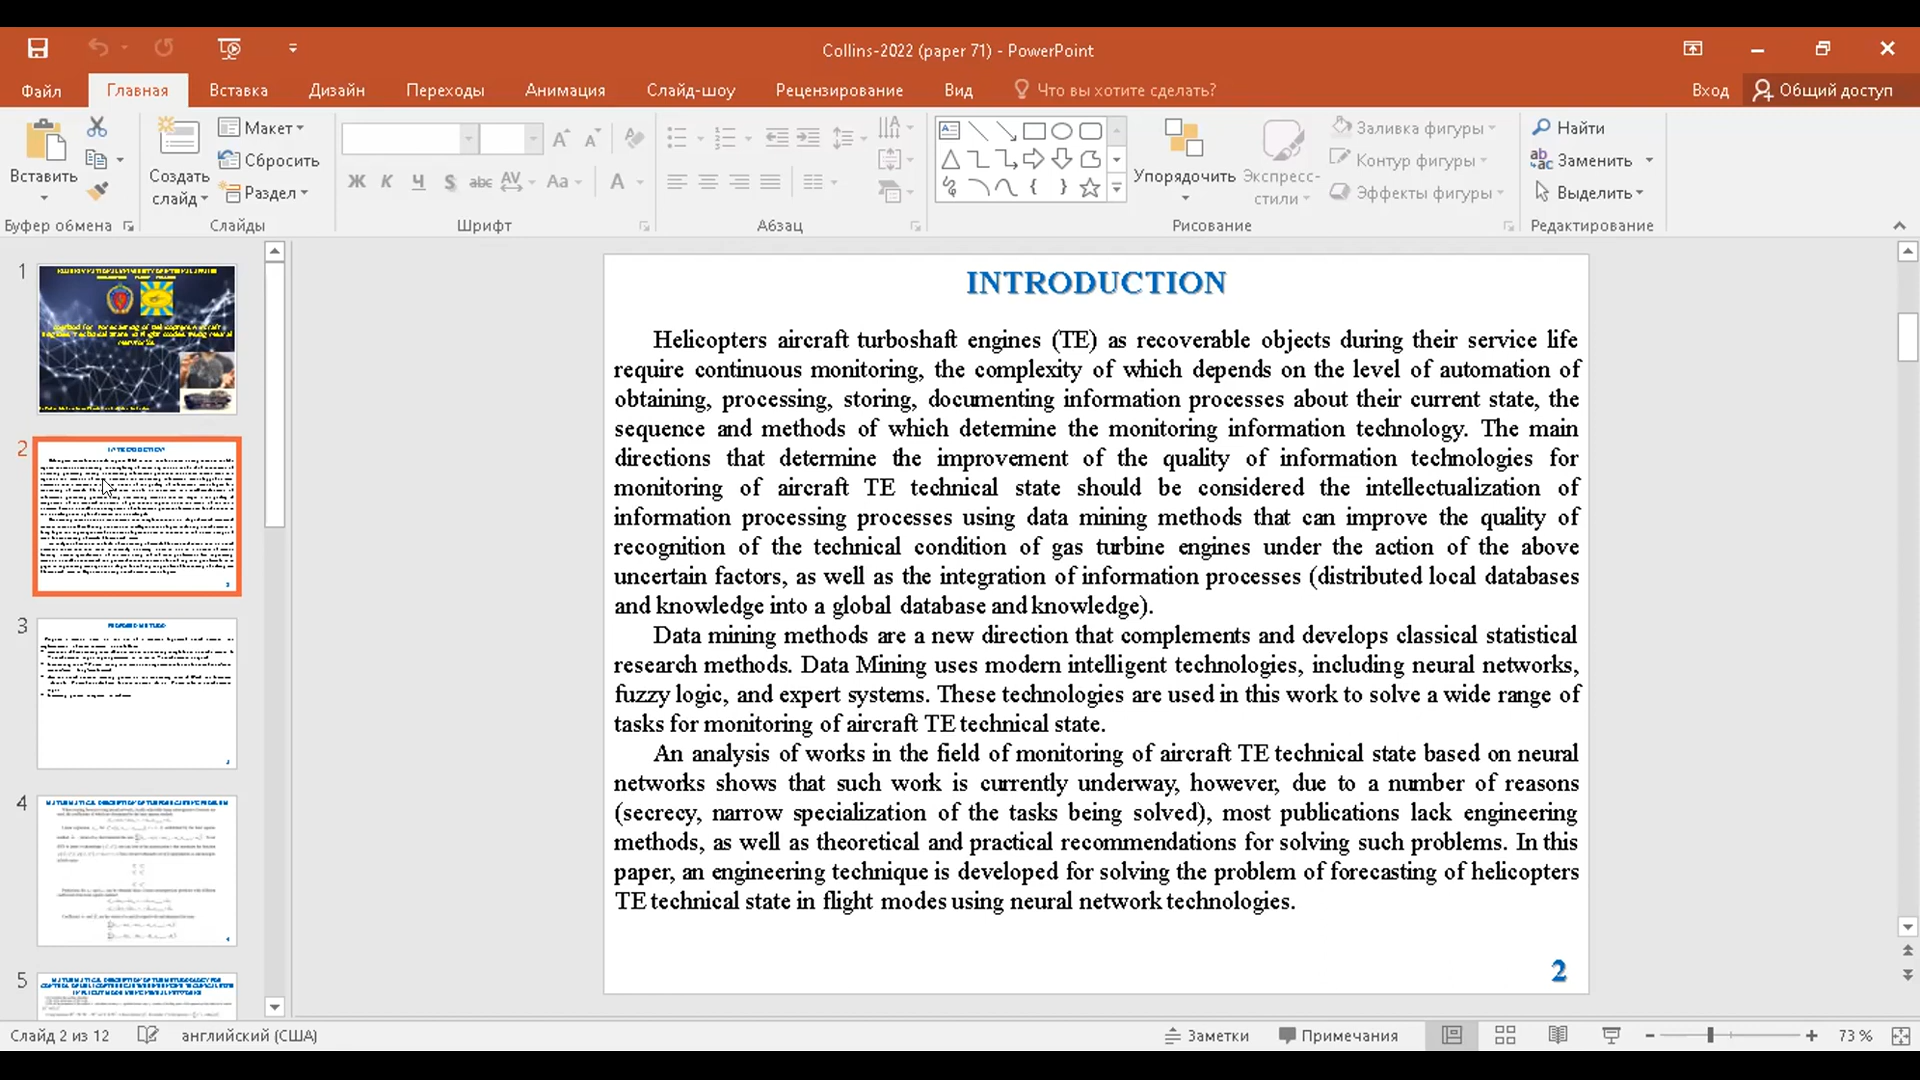 Collins-2022 (paper 71) - PowerPoint
Файл
Главная
Вставка
Дизайн
Переходы
Анимация
Слайд-шоу
Рецензирование
Вид
Что вы хотите сделать?
Вход
Общий доступ
Вставить
Создать
слайд
Макет
Сбросить
Раздел
Ж К Ч S abc AV Aa A
Упорядочить
Экспресс-
стили
Заливка фигуры
Контур фигуры
Эффекты фигуры
Найти
Заменить
Выделить
Буфер обмена
Слайды
Шрифт
Абзац
Рисование
Редактирование
1
2
3
4
5
INTRODUCTION
Helicopters aircraft turboshaft engines (TE) as recoverable objects during their service life
require continuous monitoring, the complexity of which depends on the level of automation of
obtaining, processing, storing, documenting information processes about their current state, the
sequence and methods of which determine the monitoring information technology. The main
directions that determine the improvement of the quality of information technologies for
monitoring of aircraft TE technical state should be considered the intellectualization of
information processing processes using data mining methods that can improve the quality of
recognition of the technical condition of gas turbine engines under the action of the above
uncertain factors, as well as the integration of information processes (distributed local databases
and knowledge into a global database and knowledge).
Data mining methods are a new direction that complements and develops classical statistical
research methods. Data Mining uses modern intelligent technologies, including neural networks,
fuzzy logic, and expert systems. These technologies are used in this work to solve a wide range of
tasks for monitoring of aircraft TE technical state.
An analysis of works in the field of monitoring of aircraft TE technical state based on neural
networks shows that such work is currently underway, however, due to a number of reasons
(secrecy, narrow specialization of the tasks being solved), most publications lack engineering
methods, as well as theoretical and practical recommendations for solving such problems. In this
paper, an engineering technique is developed for solving the problem of forecasting of helicopters
TE technical state in flight modes using neural network technologies.
2
Слайд 2 из 12
английский (США)
Заметки
Примечания
73 %